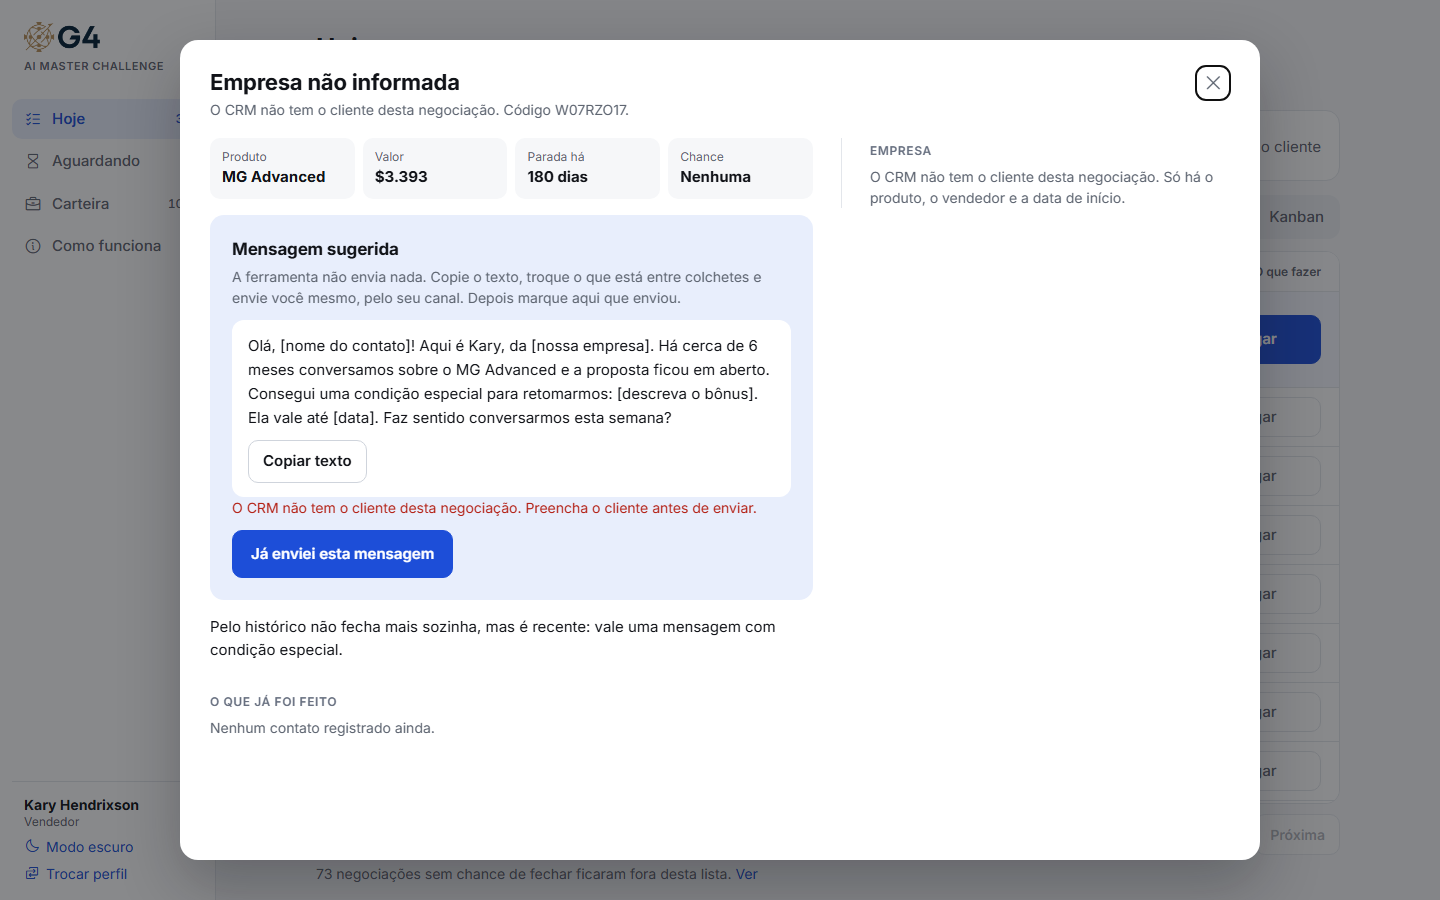 G4
AI MASTER CHALLENGE
Hoje
Aguardando
Carteira
Como funciona
Kary Hendrixson
Vendedor
Modo escuro
Trocar perfil
Empresa não informada
O CRM não tem o cliente desta negociação. Código W07RZO17.
Produto
MG Advanced
Valor
$3.393
Parada há
180 dias
Chance
Nenhuma
Mensagem sugerida
A ferramenta não envia nada. Copie o texto, troque o que está entre colchetes e
envie você mesmo, pelo seu canal. Depois marque aqui que enviou.
Olá, [nome do contato]! Aqui é Kary, da [nossa empresa]. Há cerca de 6
meses conversamos sobre o MG Advanced e a proposta ficou em aberto.
Consegui uma condição especial para retomarmos: [descreva o bônus].
Ela vale até [data]. Faz sentido conversarmos esta semana?
Copiar texto
O CRM não tem o cliente desta negociação. Preencha o cliente antes de enviar.
Já enviei esta mensagem
Pelo histórico não fecha mais sozinha, mas é recente: vale uma mensagem com
condição especial.
O QUE JÁ FOI FEITO
Nenhum contato registrado ainda.
EMPRESA
O CRM não tem o cliente desta negociação. Só há o
produto, o vendedor e a data de início.
o cliente
Kanban
que fazer
Próxima
73 negociações sem chance de fechar ficaram fora desta lista. Ver